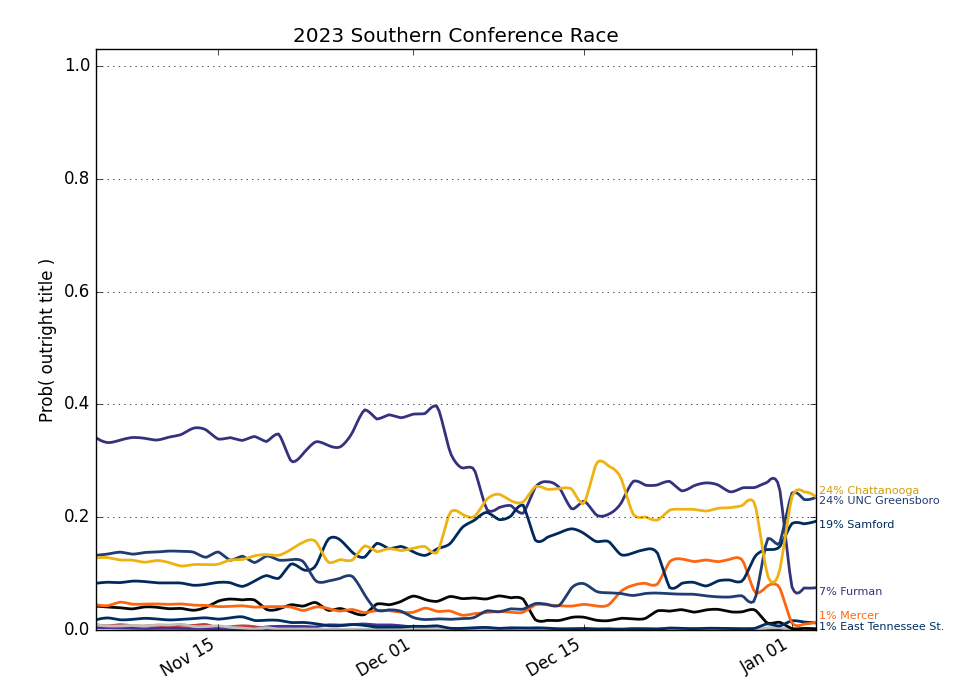 2023 Southern Conference Race
Prob( outright title )
1.0
0.8
0.6
0.4
0.2
0.0
Nov 15
Dec 01
Dec 15
Jan 01
24% Chattanooga
24% UNC Greensboro
19% Samford
7% Furman
1% Mercer
1% East Tennessee St.